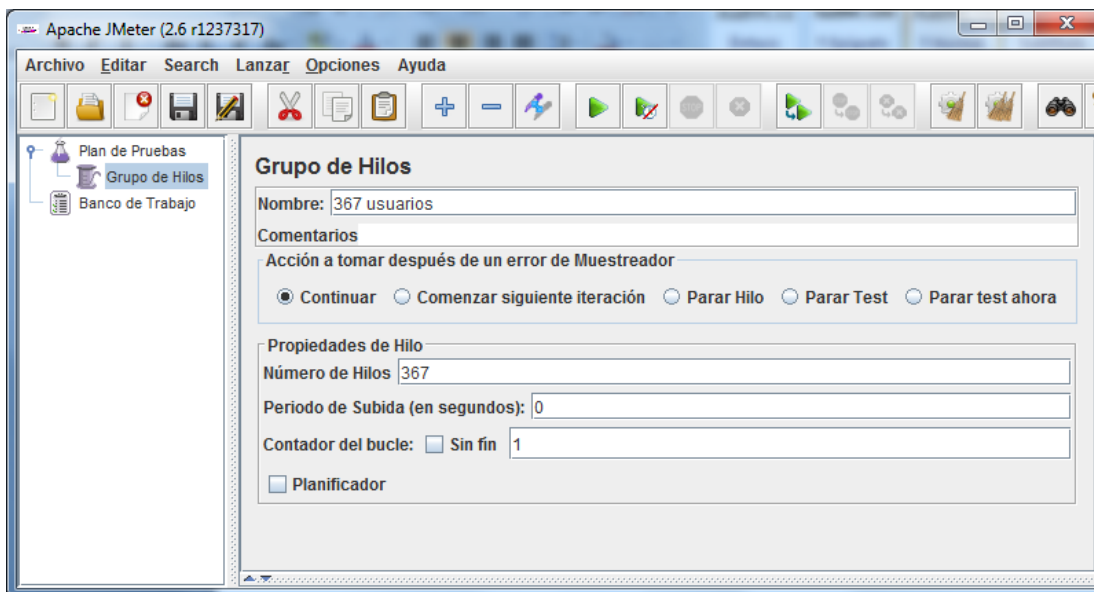 Apache JMeter (2.6 r1237317)
Archivo Editar Search Lanzar Opciones Ayuda
Plan de Pruebas
Grupo de Hilos
Banco de Trabajo
Grupo de Hilos
Nombre: 367 usuarios
Comentarios
Acción a tomar después de un error de Muestreador
Continuar Comenzar siguiente iteración Parar Hilo Parar Test Parar test ahora
Propiedades de Hilo
Número de Hilos 367
Periodo de Subida (en segundos): 0
Contador del bucle: Sin fín 1
Planificador